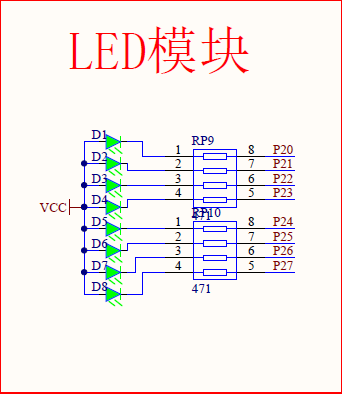 LED模块
D1 RP9
1 8 P20
D2 2 7 P21
D3 3 6 P22
D4 4 5 P23
VCC
471
RP10
D5 1 8 P24
D6 2 7 P25
D7 3 6 P26
D8 4 5 P27
471